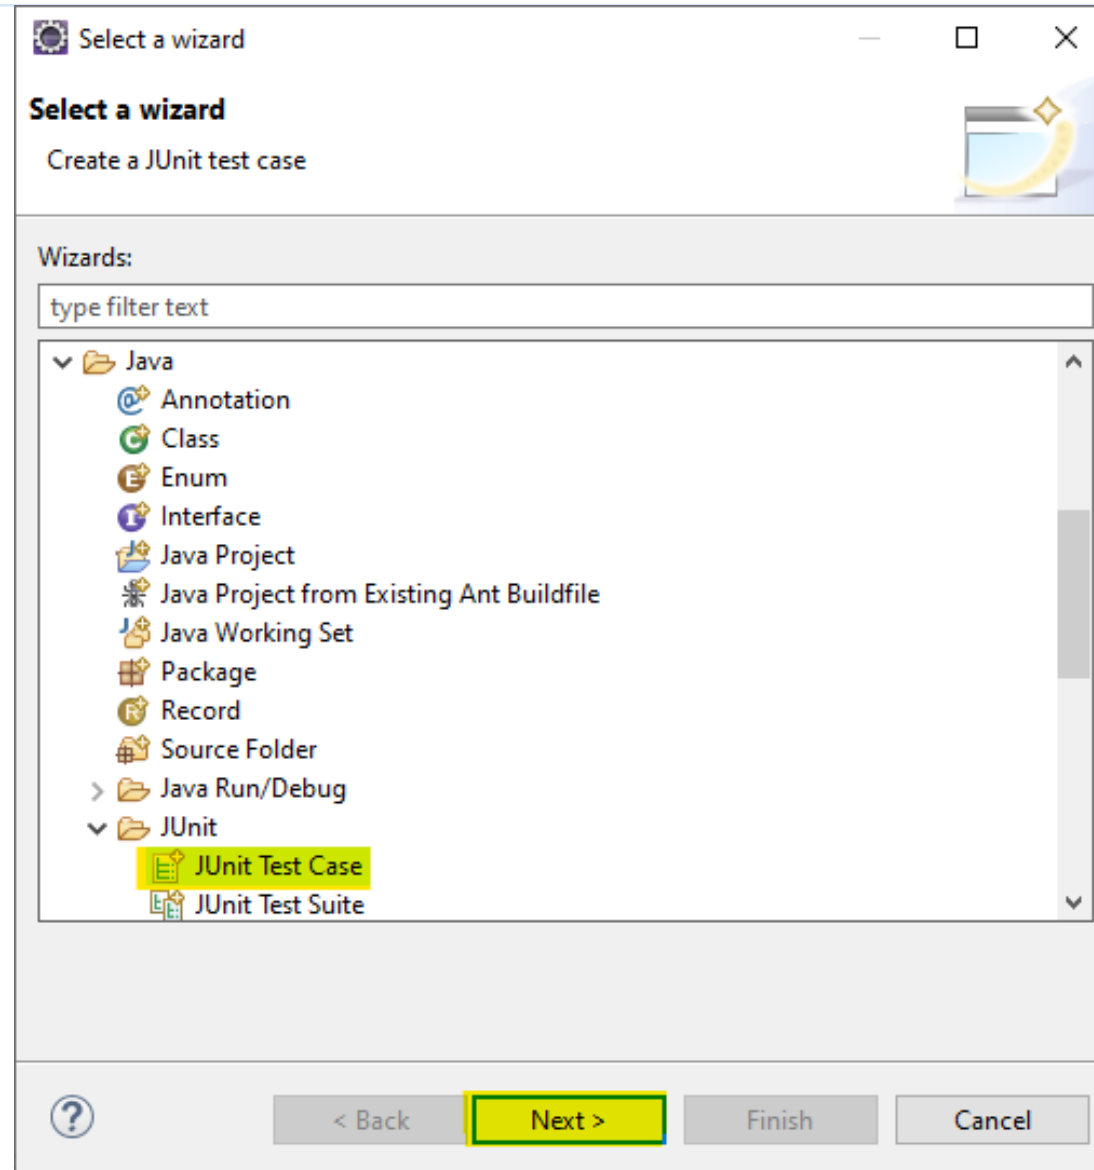 Select a wizard
Select a wizard
Create a JUnit test case
Wizards:
type filter text
Java
Annotation
Class
Enum
Interface
Java Project
Java Project from Existing Ant Buildfile
Java Working Set
Package
Record
Source Folder
Java Run/Debug
JUnit
JUnit Test Case
JUnit Test Suite
? < Back Next > Finish Cancel